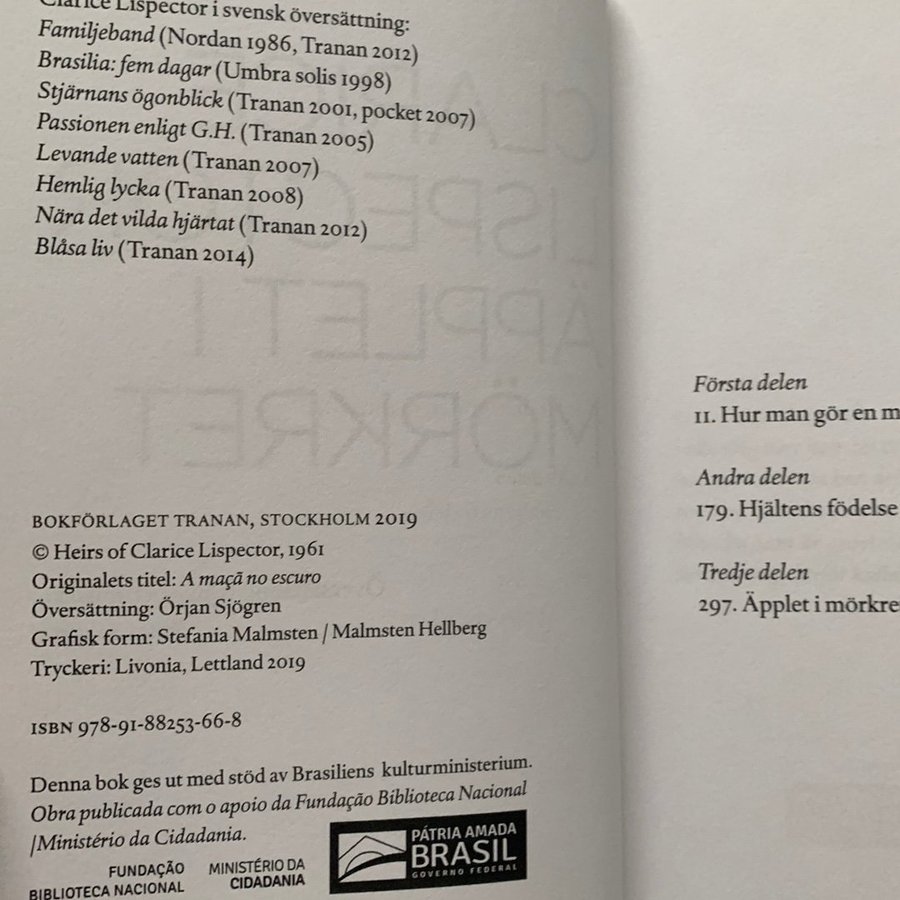 Clarice Lispector i svensk översättning:
Familjeband (Nordan 1986, Tranan 2012)
Brasilia: fem dagar (Umbra solis 1998)
Stjärnans ögonblick (Tranan 2001, pocket 2007)
Passionen enligt G.H. (Tranan 2005)
Levande vatten (Tranan 2007)
Hemlig lycka (Tranan 2008)
Nära det vilda hjärtat (Tranan 2012)
Blåsa liv (Tranan 2014)
BOKFÖRLAGET TRANAN, STOCKHOLM 2019
© Heirs of Clarice Lispector, 1961
Originalets titel: A maçã no escuro
Översättning: Örjan Sjögren
Grafisk form: Stefania Malmsten / Malmsten Hellberg
Tryckeri: Livonia, Lettland 2019
ISBN 978-91-88253-66-8
Denna bok ges ut med stöd av Brasiliens kulturministerium.
Obra publicada com o apoio da Fundação Biblioteca Nacional
/Ministério da Cidadania.
FUNDAÇÃO
BIBLIOTECA NACIONAL
MINISTÉRIO DA
CIDADANIA
PÁTRIA AMADA
BRASIL
GOVERNO FEDERAL
Första delen
11. Hur man gör en m
Andra delen
179. Hjältens födelse
Tredje delen
297. Äpplet i mörkre